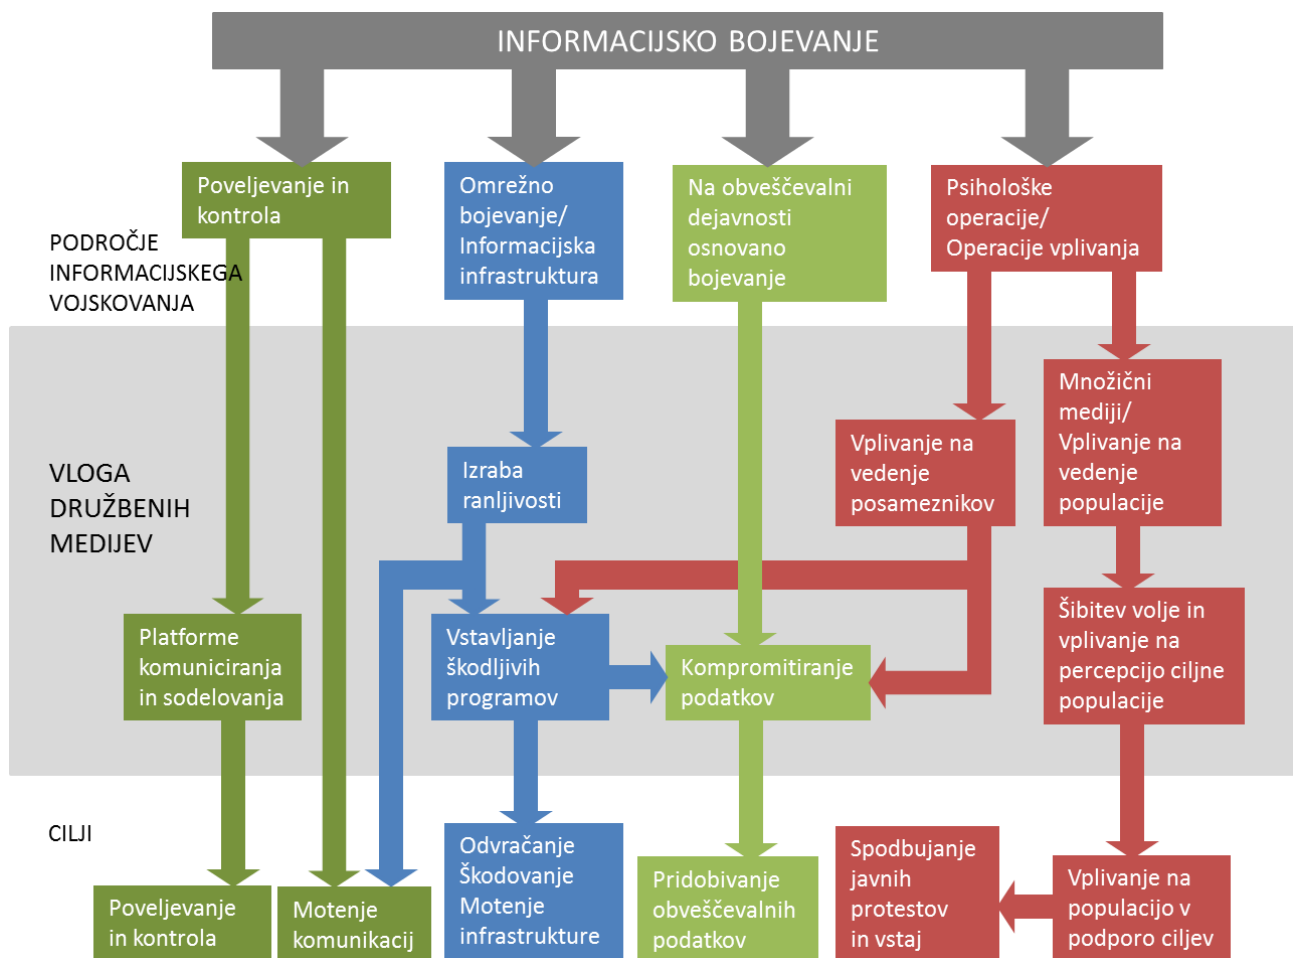 INFORMACIJSKO BOJEVANJE
Poveljevanje in
kontrola
Omrežno
bojevanje/
Informacijska
infrastruktura
Na obveščevalni
dejavnosti
osnovano
bojevanje
Psihološke
operacije/
Operacije vplivanja
PODROČJE
INFORMACIJSKEGA
VOJSKOVANJA
VLOGA
DRUŽBENIH
MEDIJEV
Izraba
ranljivosti
Vplivanje na
vedenje
posameznikov
Množični
mediji/
Vplivanje na
vedenje
populacije
Platforme
komuniciranja
in sodelovanja
Vstavljanje
škodljivih
programov
Kompromitiranje
podatkov
Šibitev volje in
vplivanje na
percepcijo ciljne
populacije
CILJI
Poveljevanje
in kontrola
Motenje
komunikacij
Odvračanje
Škodovanje
Motenje
infrastrukture
Pridobivanje
obveščevalnih
podatkov
Spodbujanje
javnih
protestov
in vstaj
Vplivanje na
populacijo v
podporo ciljev